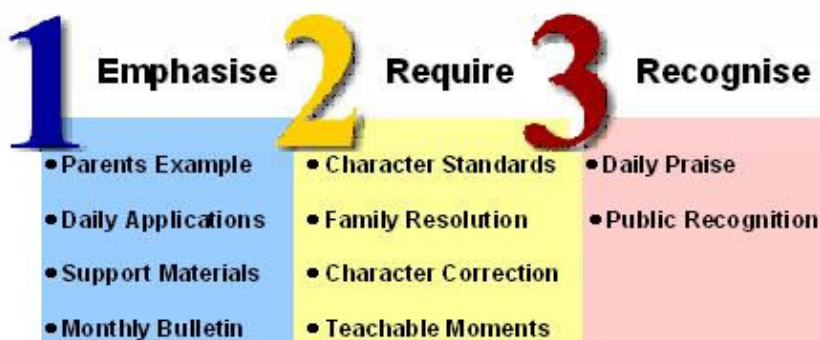 1 Emphasise
• Parents Example
• Daily Applications
• Support Materials
• Monthly Bulletin
2 Require
• Character Standards
• Family Resolution
• Character Correction
• Teachable Moments
3 Recognise
• Daily Praise
• Public Recognition